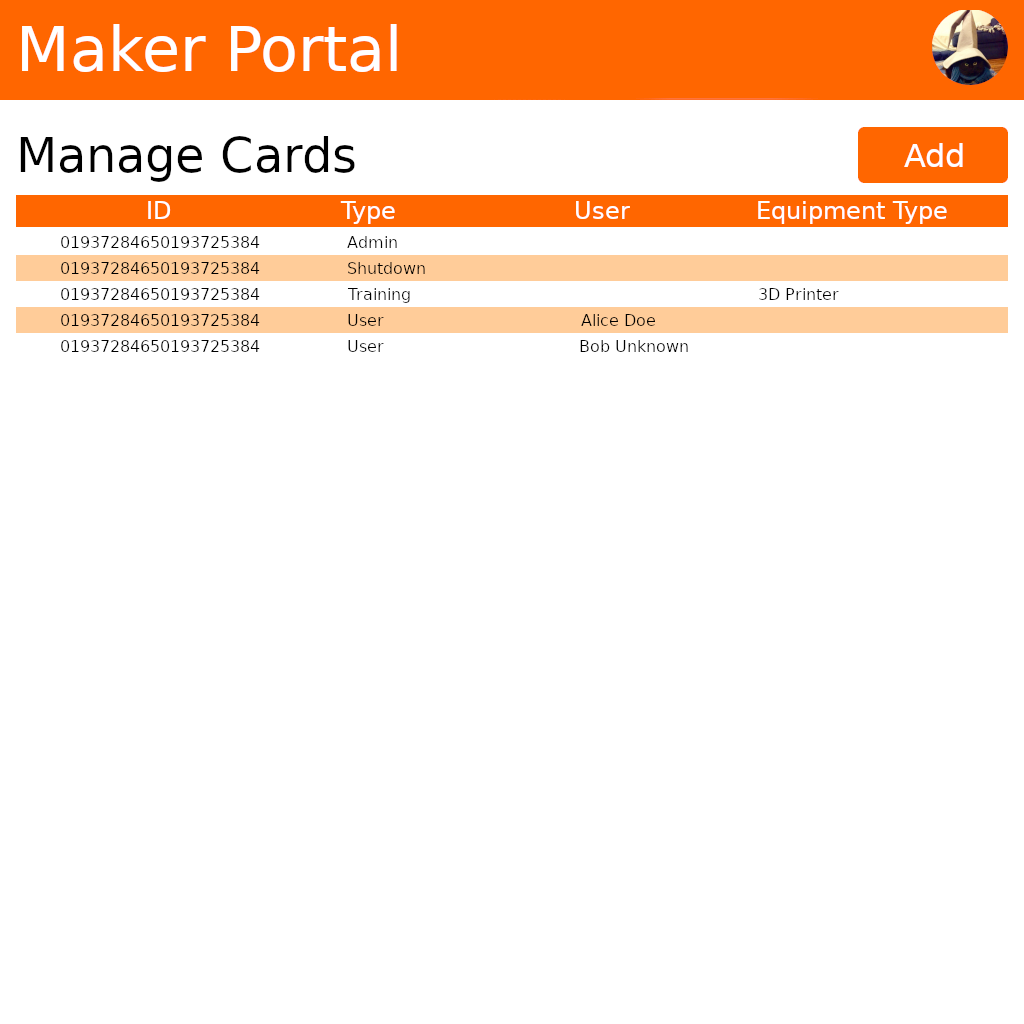 Maker Portal
Manage Cards Add
ID Type User Equipment Type
01937284650193725384 Admin
01937284650193725384 Shutdown
01937284650193725384 Training 3D Printer
01937284650193725384 User Alice Doe
01937284650193725384 User Bob Unknown